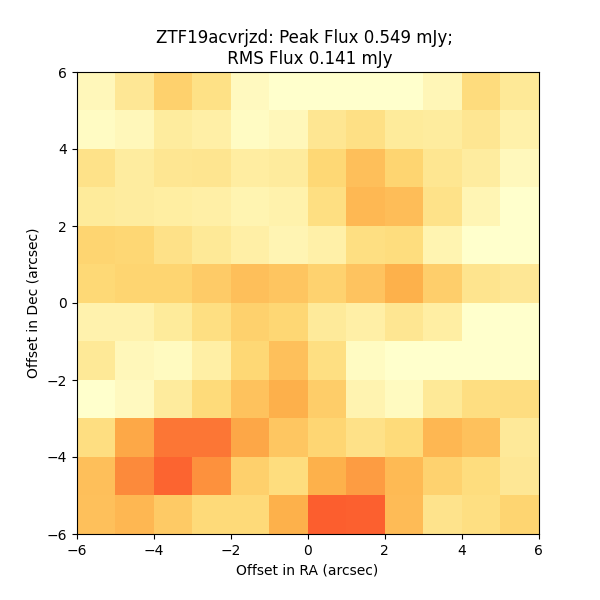 ZTF19acvrjzd: Peak Flux 0.549 mJy;
RMS Flux 0.141 mJy
6
4
2
0
−2
−4
−6
Offset in Dec (arcsec)
−6 −4 −2 0 2 4 6
Offset in RA (arcsec)